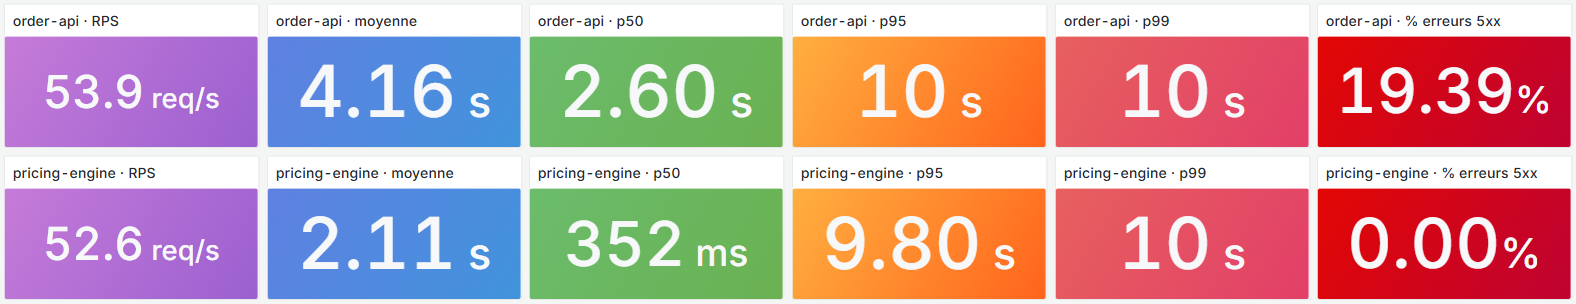 order-api · RPS
53.9 req/s
order-api · moyenne
4.16 s
order-api · p50
2.60 s
order-api · p95
10 s
order-api · p99
10 s
order-api · % erreurs 5xx
19.39%
pricing-engine · RPS
52.6 req/s
pricing-engine · moyenne
2.11 s
pricing-engine · p50
352 ms
pricing-engine · p95
9.80 s
pricing-engine · p99
10 s
pricing-engine · % erreurs 5xx
0.00%